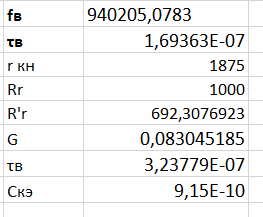 fв 940205,0783
τв 1,69363E-07
r кн 1875
Rг 1000
R'г 692,3076923
G 0,083045185
τв 3,23779E-07
Скэ 9,15E-10